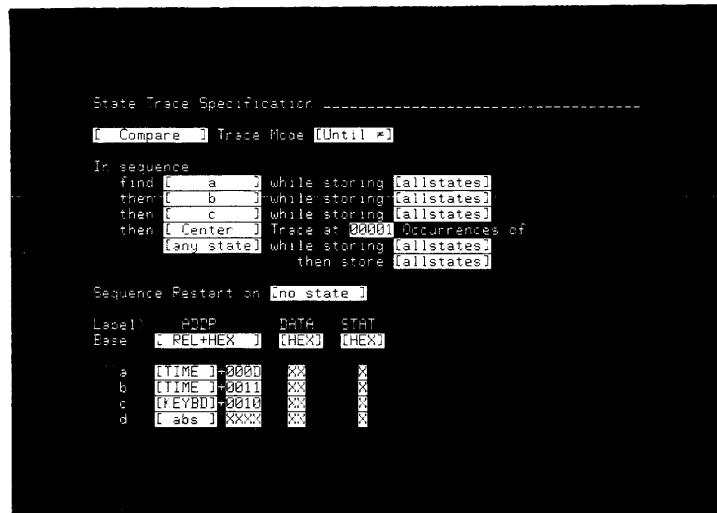 State Trace Specification
[ Compare ] Trace Mode [Until *]
In sequence
find [ a ] while storing [allstates]
then [ b ] while storing [allstates]
then [ c ] while storing [allstates]
then [ Center ] Trace at 00001 Occurrences of
[any state] while storing [allstates]
then store [allstates]
Sequence Restart on [no state ]
Label> ADDR DATA STAT
Base [ REL+HEX ] [HEX] [HEX]
a [TIME ]+000D XX X
b [TIME ]+0011 XX X
c [KEYBD]+0010 XX X
d [ abs ] XXXX XX X